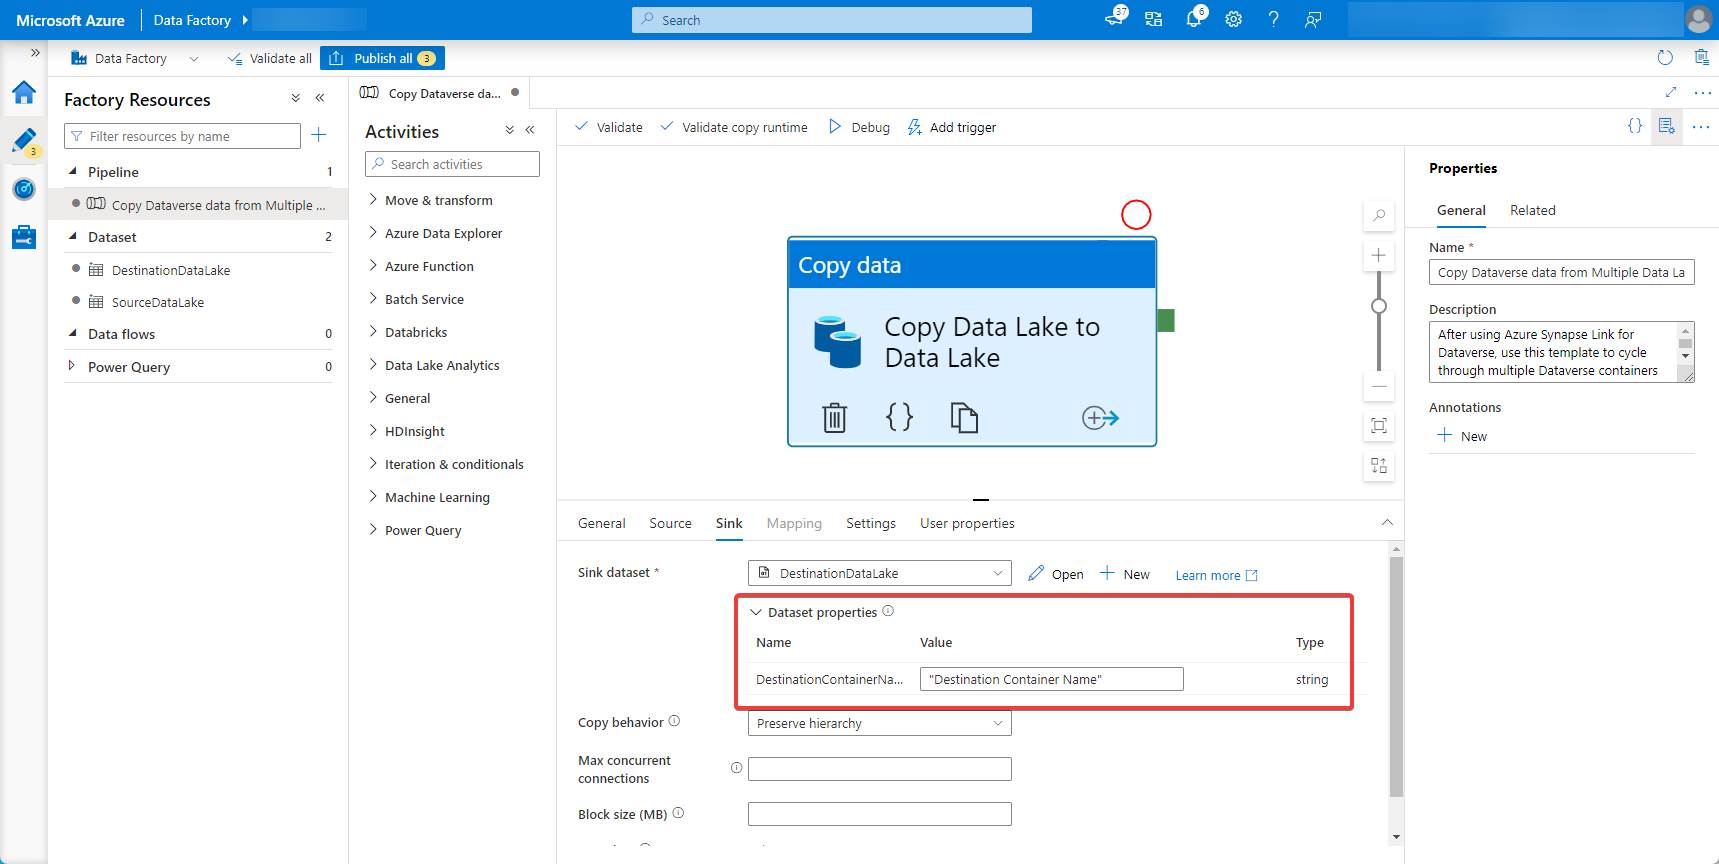 Microsoft Azure
Data Factory
Search
37
6
Data Factory
Validate all
Publish all
3
3
Factory Resources
Filter resources by name
Pipeline
1
Copy Dataverse data from Multiple ...
Dataset
2
DestinationDataLake
SourceDataLake
Data flows
0
Power Query
0
Copy Dataverse da...
Activities
Search activities
Move & transform
Azure Data Explorer
Azure Function
Batch Service
Databricks
Data Lake Analytics
General
HDInsight
Iteration & conditionals
Machine Learning
Power Query
Validate
Validate copy runtime
Debug
Add trigger
Copy data
Copy Data Lake to
Data Lake
General
Source
Sink
Mapping
Settings
User properties
Sink dataset *
DestinationDataLake
Open
New
Learn more
Dataset properties
Name
Value
Type
DestinationContainerNa...
"Destination Container Name"
string
Copy behavior
Preserve hierarchy
Max concurrent
connections
Block size (MB)
Properties
General
Related
Name *
Copy Dataverse data from Multiple Data La
Description
After using Azure Synapse Link for
Dataverse, use this template to cycle
through multiple Dataverse containers
Annotations
New